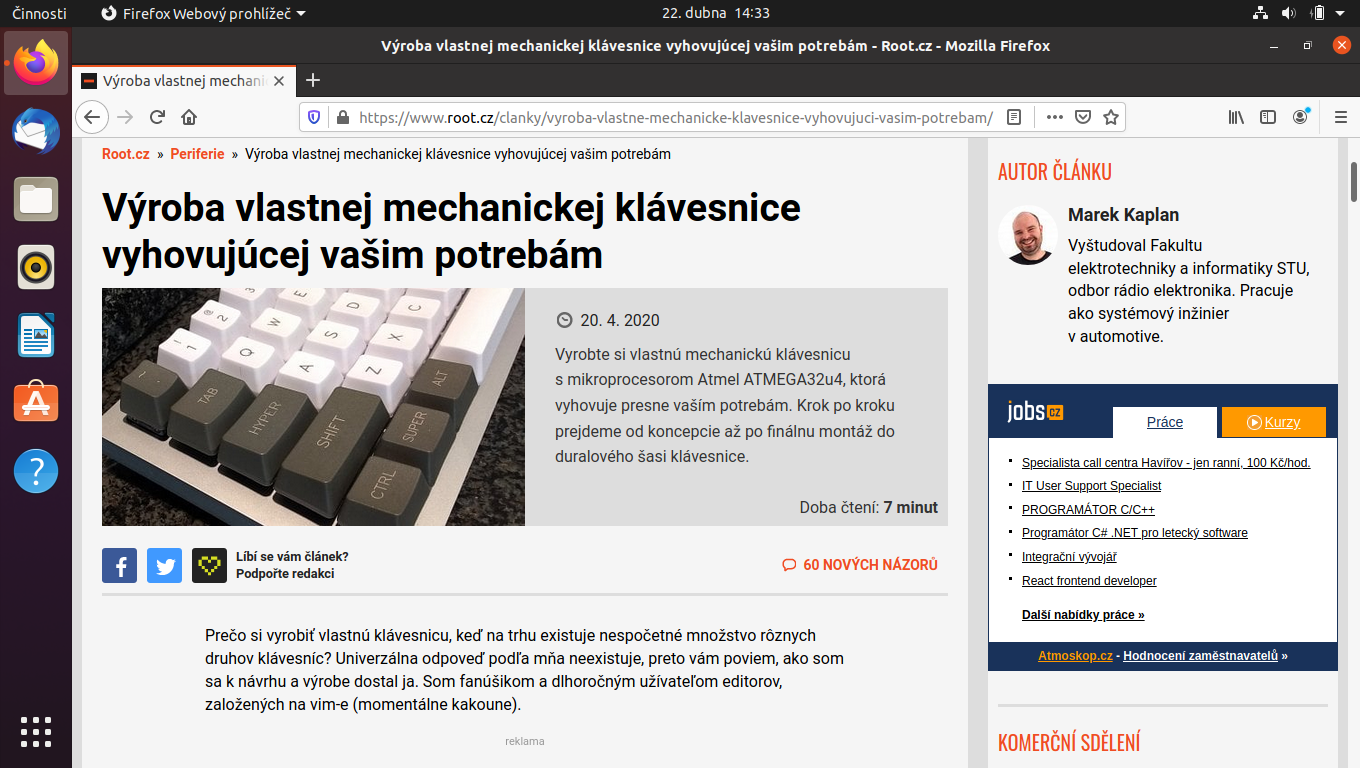 Činnosti
Firefox Webový prohlížeč
22. dubna 14:33
Výroba vlastnej mechanickej klávesnice vyhovujúcej vašim potrebám - Root.cz - Mozilla Firefox
Výroba vlastnej mechani
https://www.root.cz/clanky/vyroba-vlastne-mechanicke-klavesnice-vyhovujuci-vasim-potrebam/
Root.cz » Periferie » Výroba vlastnej mechanickej klávesnice vyhovujúcej vašim potrebám
Výroba vlastnej mechanickej klávesnice
vyhovujúcej vašim potrebám
3
E
D
C
2
@
W
S
X
1
!
Q
A
Z
~
TAB
HYPER
SHIFT
SUPER
ALT
CTRL
20. 4. 2020
Vyrobte si vlastnú mechanickú klávesnicu
s mikroprocesorom Atmel ATMEGA32u4, ktorá
vyhovuje presne vaším potrebám. Krok po kroku
prejdeme od koncepcie až po finálnu montáž do
duralového šasi klávesnice.
Doba čtení: 7 minut
Líbí se vám článek?
Podpořte redakci
60 NOVÝCH NÁZORŮ
Prečo si vyrobiť vlastnú klávesnicu, keď na trhu existuje nespočetné množstvo rôznych
druhov klávesníc? Univerzálna odpoveď podľa mňa neexistuje, preto vám poviem, ako som
sa k návrhu a výrobe dostal ja. Som fanúšikom a dlhoročným užívateľom editorov,
založených na vim-e (momentálne kakoune).
reklama
AUTOR ČLÁNKU
Marek Kaplan
Vyštudoval Fakultu
elektrotechniky a informatiky STU,
odbor rádio elektronika. Pracuje
ako systémový inžinier
v automotive.
jobs CZ
Práce
Kurzy
Specialista call centra Havířov - jen ranní, 100 Kč/hod.
IT User Support Specialist
PROGRAMÁTOR C/C++
Programátor C# .NET pro letecký software
Integrační vývojář
React frontend developer
Další nabídky práce »
Atmoskop.cz - Hodnocení zaměstnavatelů »
KOMERČNÍ SDĚLENÍ